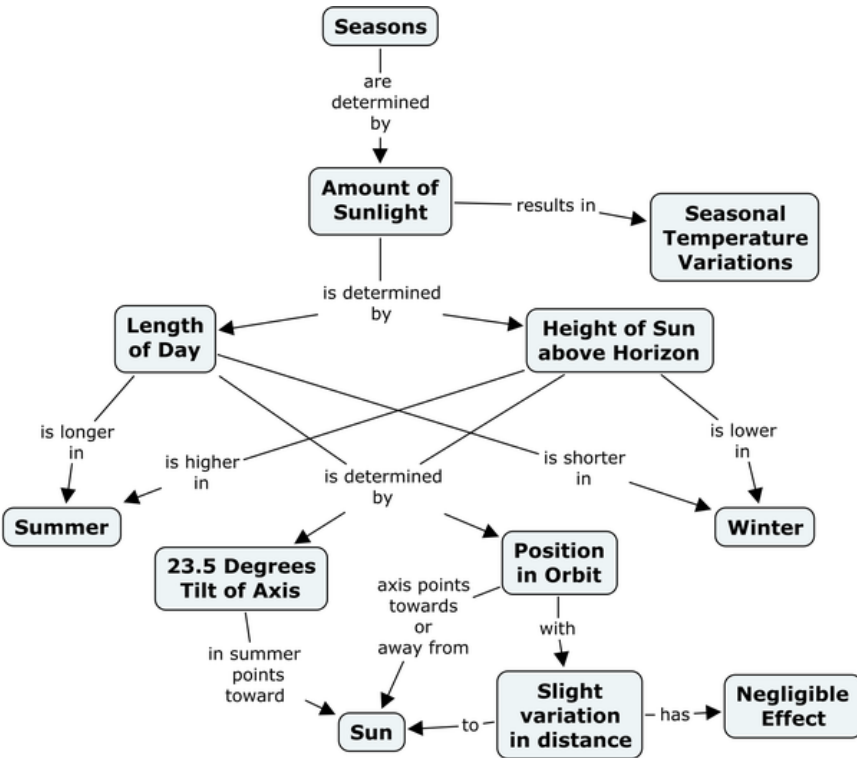 Seasons
are
determined
by
Amount of
Sunlight
results in
Seasonal
Temperature
Variations
is determined
by
Length
of Day
Height of Sun
above Horizon
is longer
in
is higher
in
is determined
by
is shorter
in
is lower
in
Summer
Winter
23.5 Degrees
Tilt of Axis
Position
in Orbit
axis points
towards
or
away from
with
in summer
points
toward
Sun
to
Slight
variation
in distance
has
Negligible
Effect